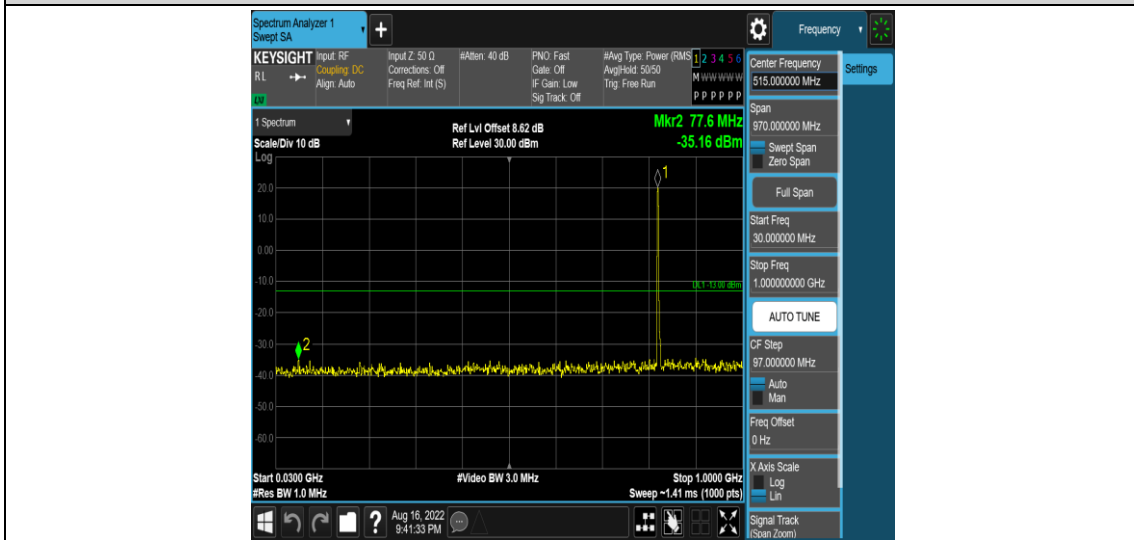 Spectrum Analyzer 1
Swept SA
+
Frequency
KEYSIGHT
RL
LXI
Input: RF
Coupling: DC
Align: Auto
Input Z: 50 Ω
Corrections: Off
Freq Ref: Int (S)
#Atten: 40 dB
PNO: Fast
Gate: Off
IF Gain: Low
Sig Track: Off
#Avg Type: Power (RMS
Avg|Hold: 50/50
Trig: Free Run
1 2 3 4 5 6
M W W W W W
P P P P P P
1 Spectrum
Scale/Div 10 dB
Log
Ref Lvl Offset 8.62 dB
Ref Level 30.00 dBm
Mkr2 77.6 MHz
-35.16 dBm
1
20.0
10.0
0.00
-10.0
DL1 -13.00 dBm
-20.0
-30.0
2
-40.0
-50.0
-60.0
Start 0.0300 GHz
#Res BW 1.0 MHz
#Video BW 3.0 MHz
Stop 1.0000 GHz
Sweep ~1.41 ms (1000 pts)
?
Aug 16, 2022
9:41:33 PM
Center Frequency
515.000000 MHz
Settings
Span
970.000000 MHz
Swept Span
Zero Span
Full Span
Start Freq
30.000000 MHz
Stop Freq
1.000000000 GHz
AUTO TUNE
CF Step
97.000000 MHz
Auto
Man
Freq Offset
0 Hz
X Axis Scale
Log
Lin
Signal Track
(Span Zoom)